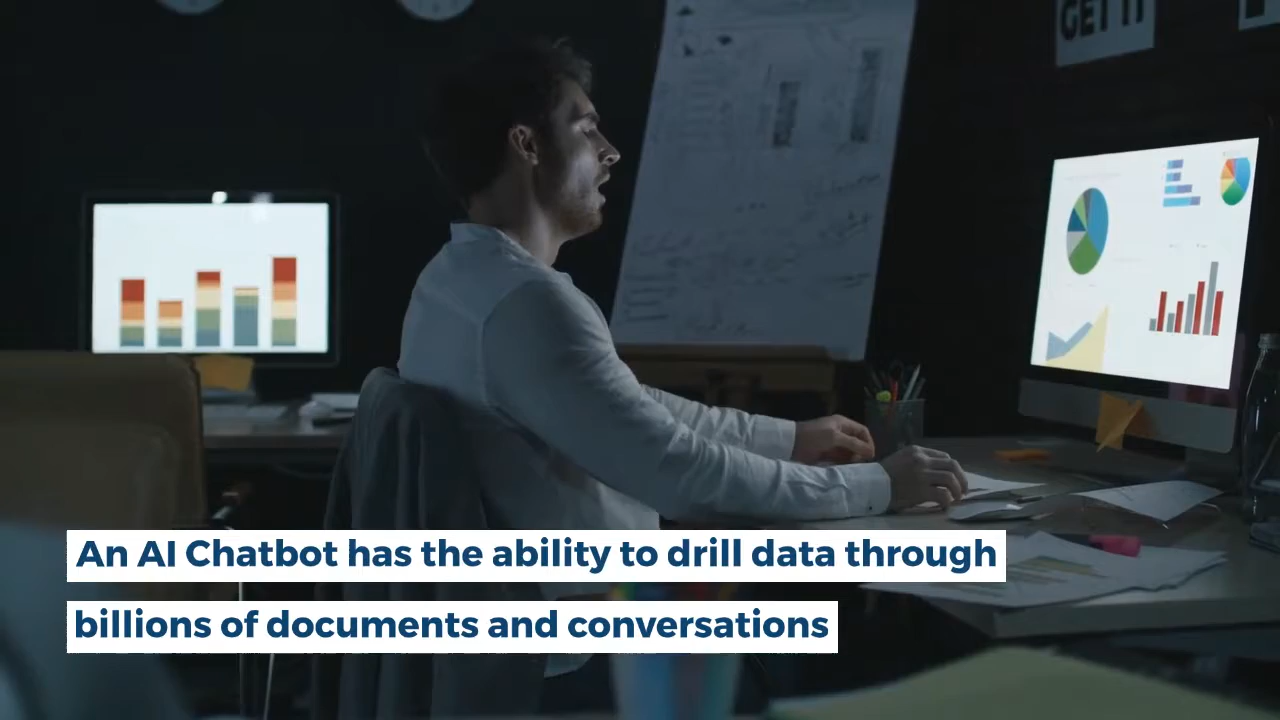 GET IT
An AI Chatbot has the ability to drill data through
billions of documents and conversations